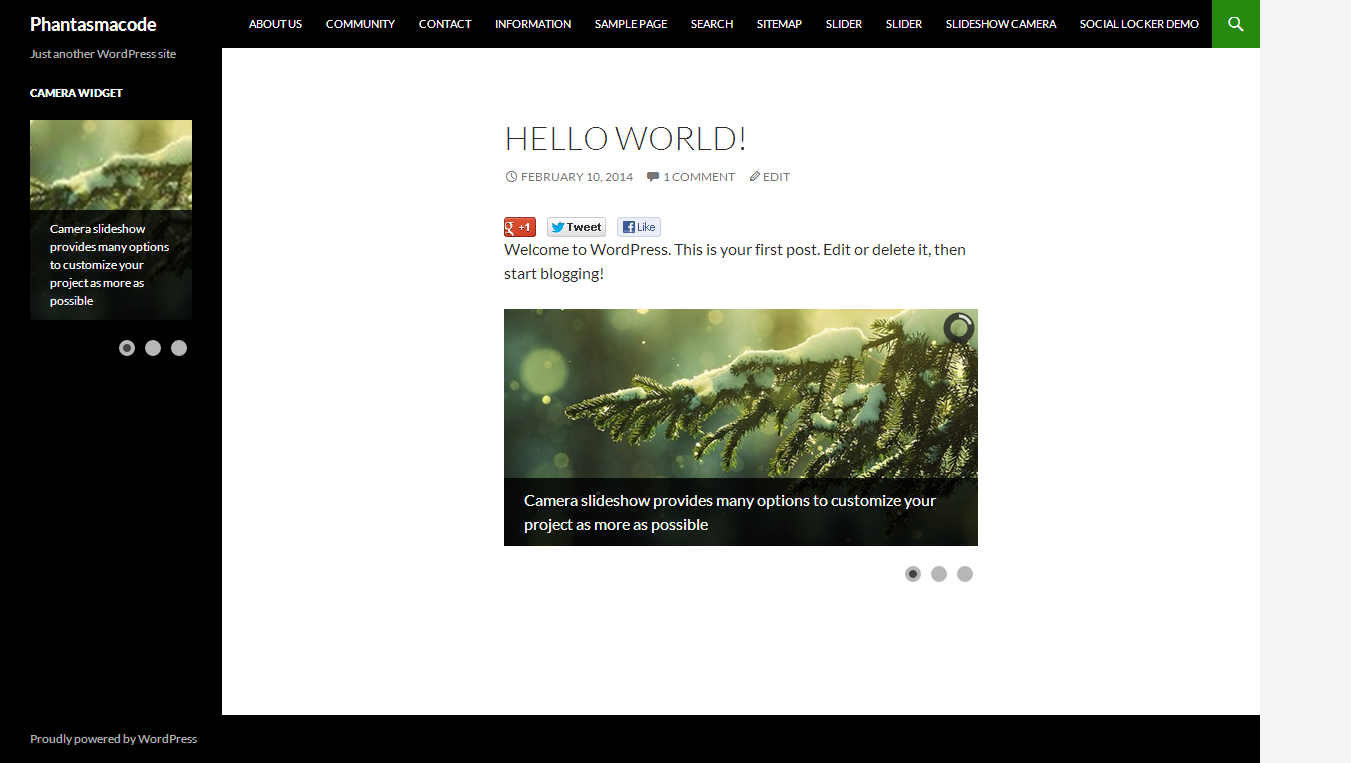 Phantasmacode
ABOUT US COMMUNITY CONTACT INFORMATION SAMPLE PAGE SEARCH SITEMAP SLIDER SLIDER SLIDESHOW CAMERA SOCIAL LOCKER DEMO
Just another WordPress site
CAMERA WIDGET
Camera slideshow
provides many options
to customize your
project as more as
possible
HELLO WORLD!
FEBRUARY 10, 2014 1 COMMENT EDIT
g +1 Tweet Like
Welcome to WordPress. This is your first post. Edit or delete it, then
start blogging!
Camera slideshow provides many options to customize your
project as more as possible
Proudly powered by WordPress